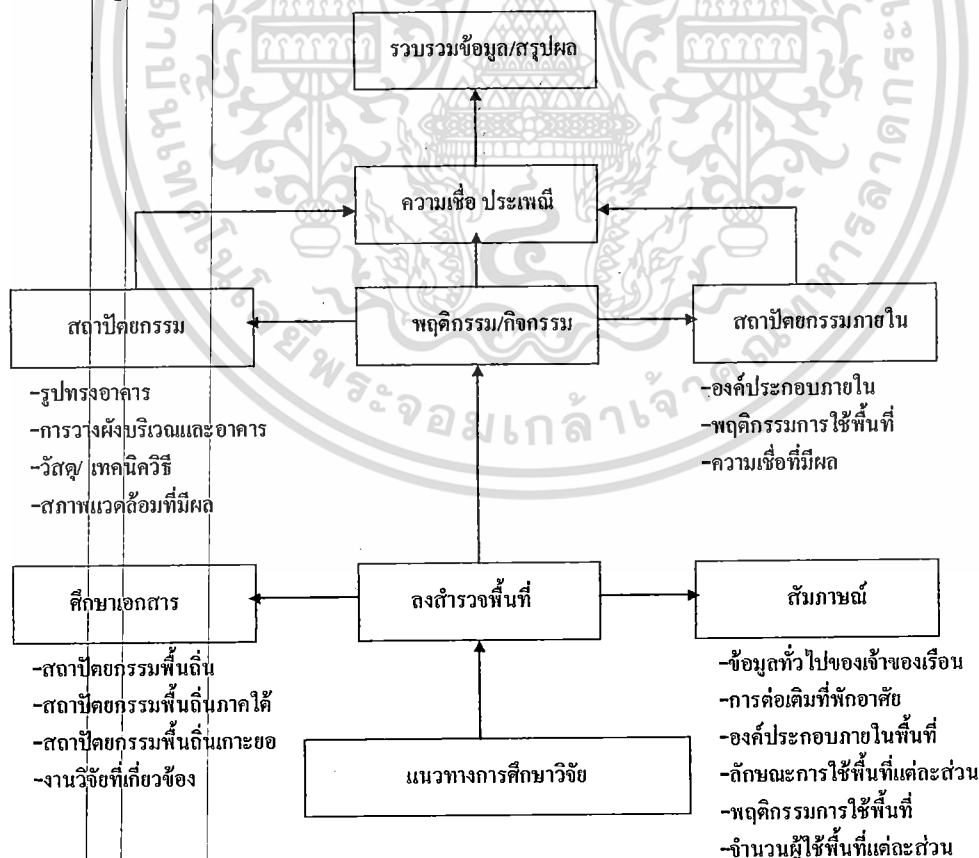 รวบรวมข้อมูล/สรุปผล
ความเชื่อ ประเพณี
สถาปัตยกรรม
พฤติกรรม/กิจกรรม
สถาปัตยกรรมภายใน
-รูปทรงอาคาร
-การวางผังบริเวณและอาคาร
-วัสดุ/ เทคนิควิธี
-สภาพแวดล้อมที่มีผล
-องค์ประกอบภายใน
-พฤติกรรมการใช้พื้นที่
-ความเชื่อที่มีผล
ศึกษาเอกสาร
ลงสำรวจพื้นที่
สัมภาษณ์
-สถาปัตยกรรมพื้นถิ่น
-สถาปัตยกรรมพื้นถิ่นภาคใต้
-สถาปัตยกรรมพื้นถิ่นเกาะยอ
-งานวิจัยที่เกี่ยวข้อง
-ข้อมูลทั่วไปของเจ้าของเรือน
-การต่อเติมที่พักอาศัย
-องค์ประกอบภายในพื้นที่
-ลักษณะการใช้พื้นที่แต่ละส่วน
-พฤติกรรมการใช้พื้นที่
-จำนวนผู้ใช้พื้นที่แต่ละส่วน
แนวทางการศึกษาวิจัย